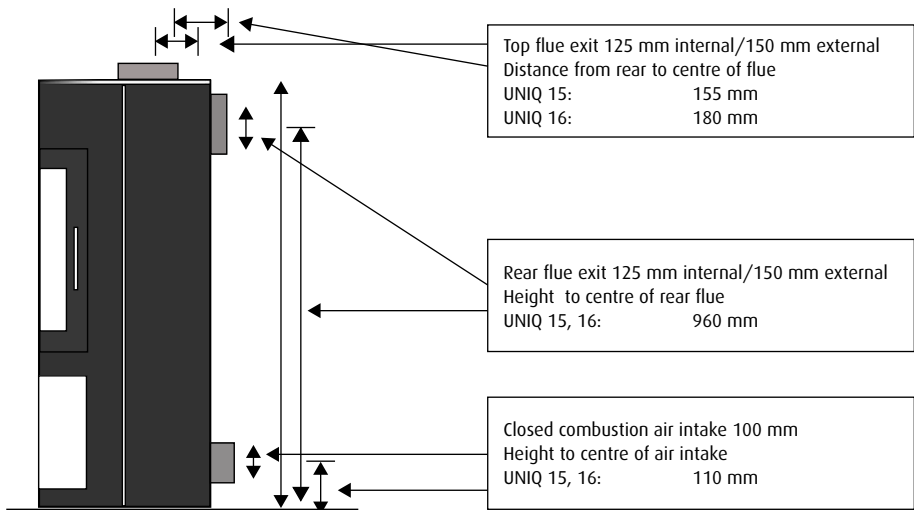 Top flue exit 125 mm internal/150 mm external
Distance from rear to centre of flue
UNIQ 15: 155 mm
UNIQ 16: 180 mm
Rear flue exit 125 mm internal/150 mm external
Height to centre of rear flue
UNIQ 15, 16: 960 mm
Closed combustion air intake 100 mm
Height to centre of air intake
UNIQ 15, 16: 110 mm